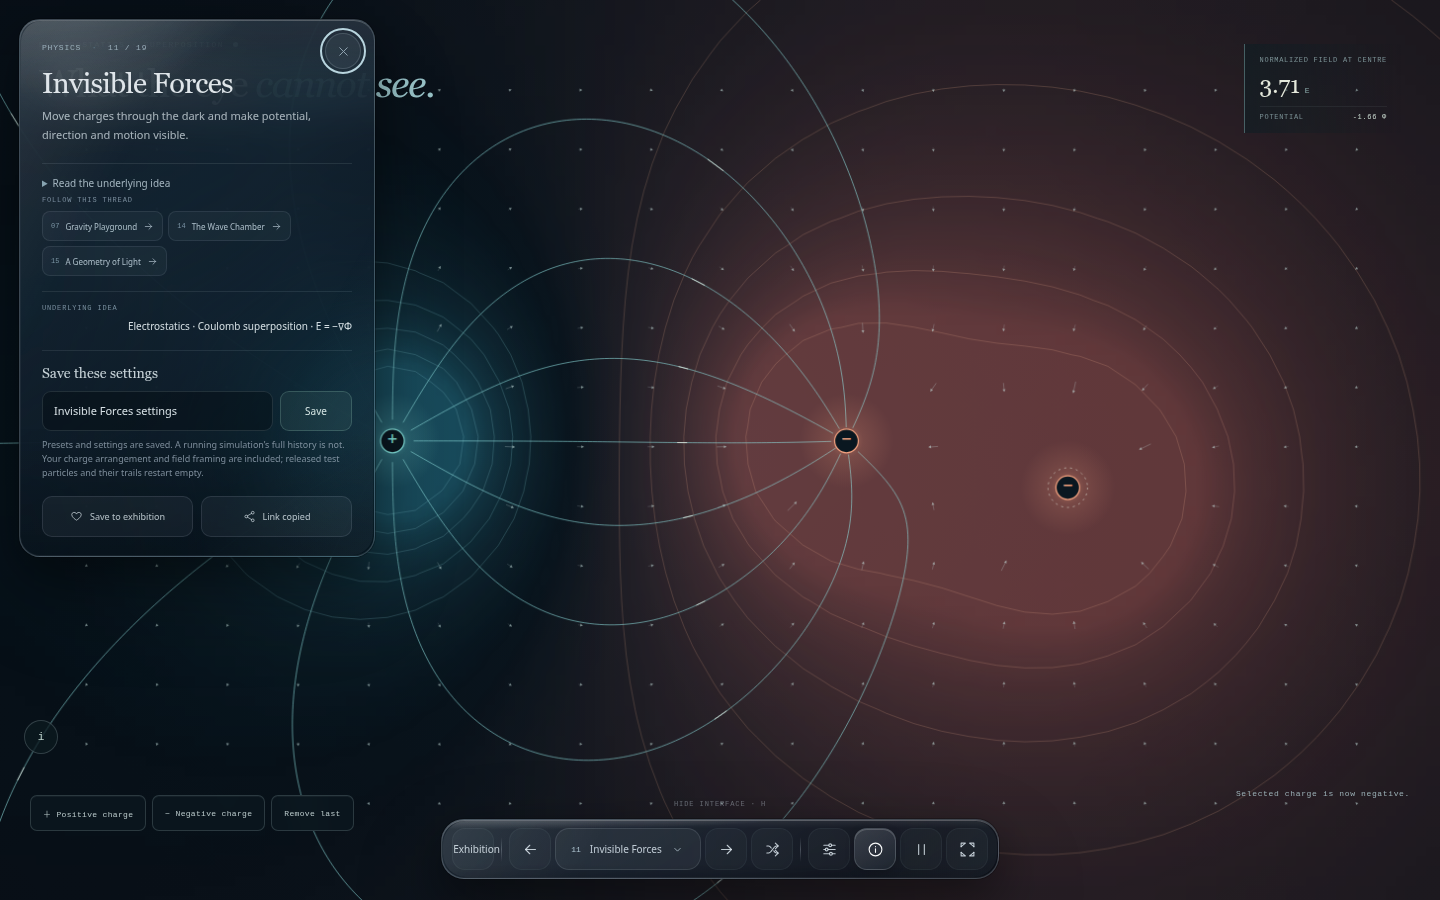 PHYSICS 11 / 19
Invisible Forces
cannot see.
Move charges through the dark and make potential,
direction and motion visible.
Read the underlying idea
FOLLOW THIS THREAD
07 Gravity Playground →
14 The Wave Chamber →
15 A Geometry of Light →
UNDERLYING IDEA
Electrostatics · Coulomb superposition · E = −∇Φ
Save these settings
Invisible Forces settings
Save
Presets and settings are saved. A running simulation's full history is not.
Your charge arrangement and field framing are included; released test
particles and their trails restart empty.
Save to exhibition
Link copied
NORMALIZED FIELD AT CENTRE
3.71 E
POTENTIAL -1.66 Φ
+
−
−
i
+ Positive charge
− Negative charge
Remove last
Selected charge is now negative.
HIDE INTERFACE · H
Exhibition
11 Invisible Forces